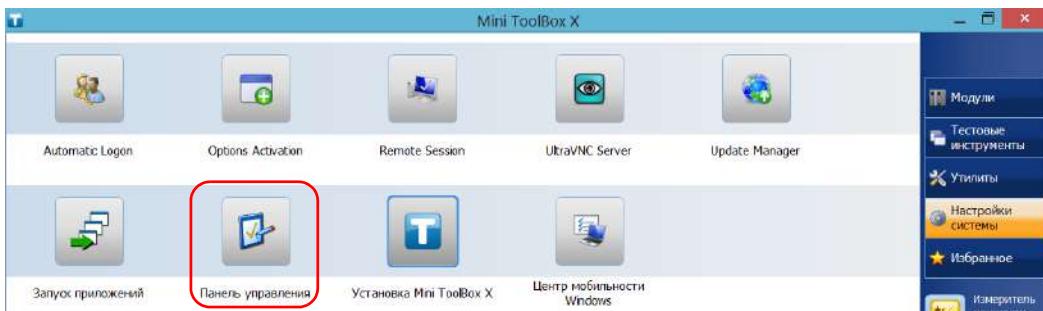 Mini ToolBox X
Automatic Logon
Options Activation
Remote Session
UltraVNC Server
Update Manager
Запуск приложений
Панель управления
Установка Mini ToolBox X
Центр мобильности
Windows
Модули
Тестовые
инструменты
Утилиты
Настройки
системы
Избранное
Измеритель